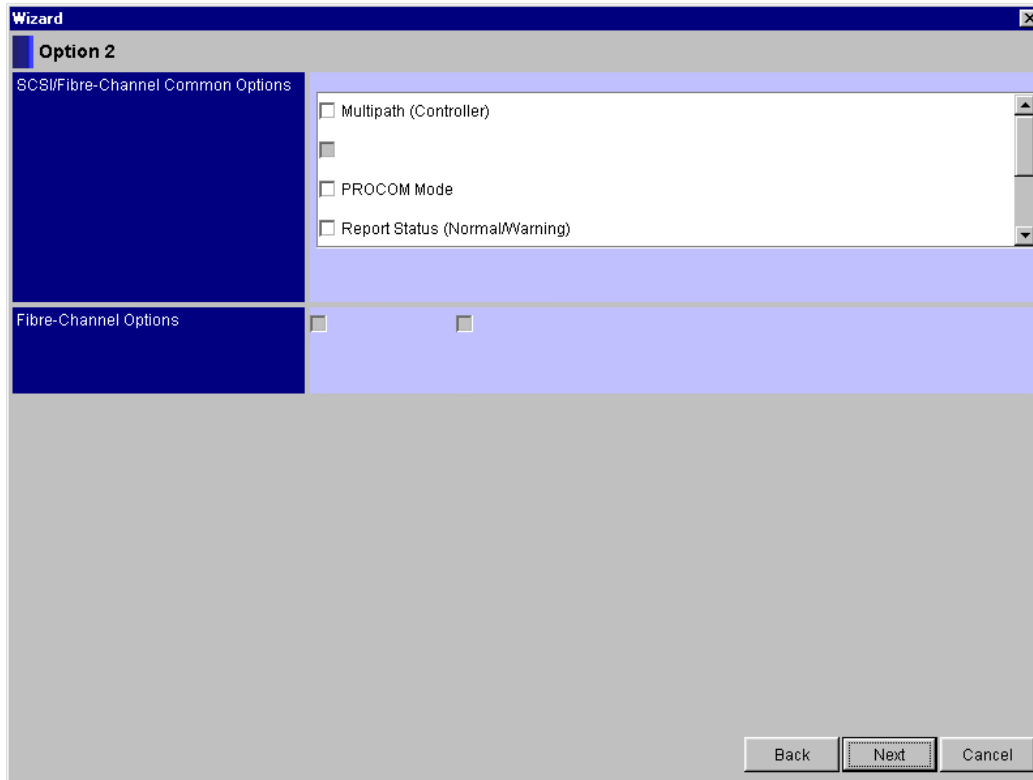 Wizard
Option 2
SCSI/Fibre-Channel Common Options
Multipath (Controller)
PROCOM Mode
Report Status (Normal/Warning)
Fibre-Channel Options
Back
Next
Cancel